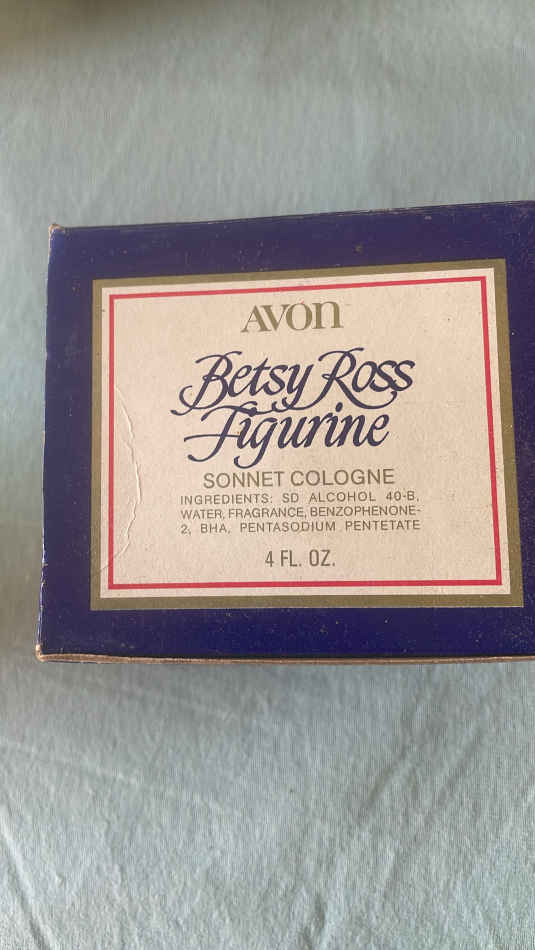 AVON
Betsy Ross
Figurine
SONNET COLOGNE
INGREDIENTS: SD ALCOHOL 40-B,
WATER, FRAGRANCE, BENZOPHENONE-
2, BHA, PENTASODIUM PENTETATE
4 FL. OZ.